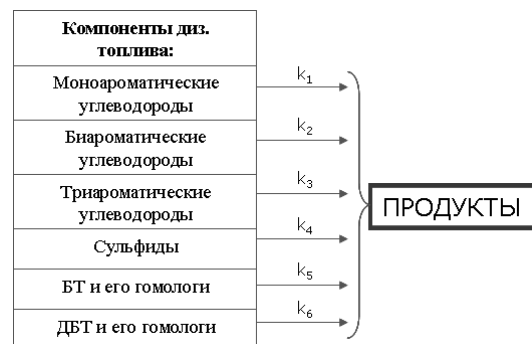 Компоненты диз.
топлива:
Моноароматические
углеводороды
k1
Биароматические
углеводороды
k2
Триароматические
углеводороды
k3
Сульфиды
k4
БТ и его гомологи
k5
ДБТ и его гомологи
k6
ПРОДУКТЫ